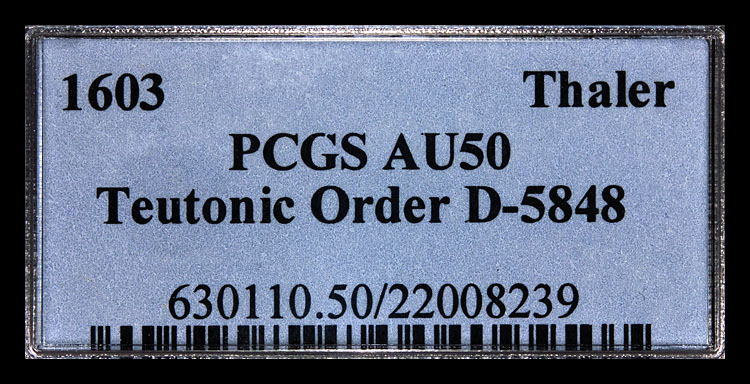 1603 Thaler
PCGS AU50
Teutonic Order D-5848
630110.50/22008239